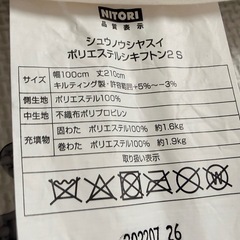 NITORI
品質表示
シュウノウシヤスイ
ポリエステルシキフトン2 S
サイズ 幅100cm 丈210cm
キルティング製・許容範囲+5%~-3%
側生地 ポリエステル100%
中生地 不織布ポリプロピレン
充填物 固わた ポリエステル100% 約1.6kg
巻わた ポリエステル100% 約1.9kg
取り扱い表示
202207 26